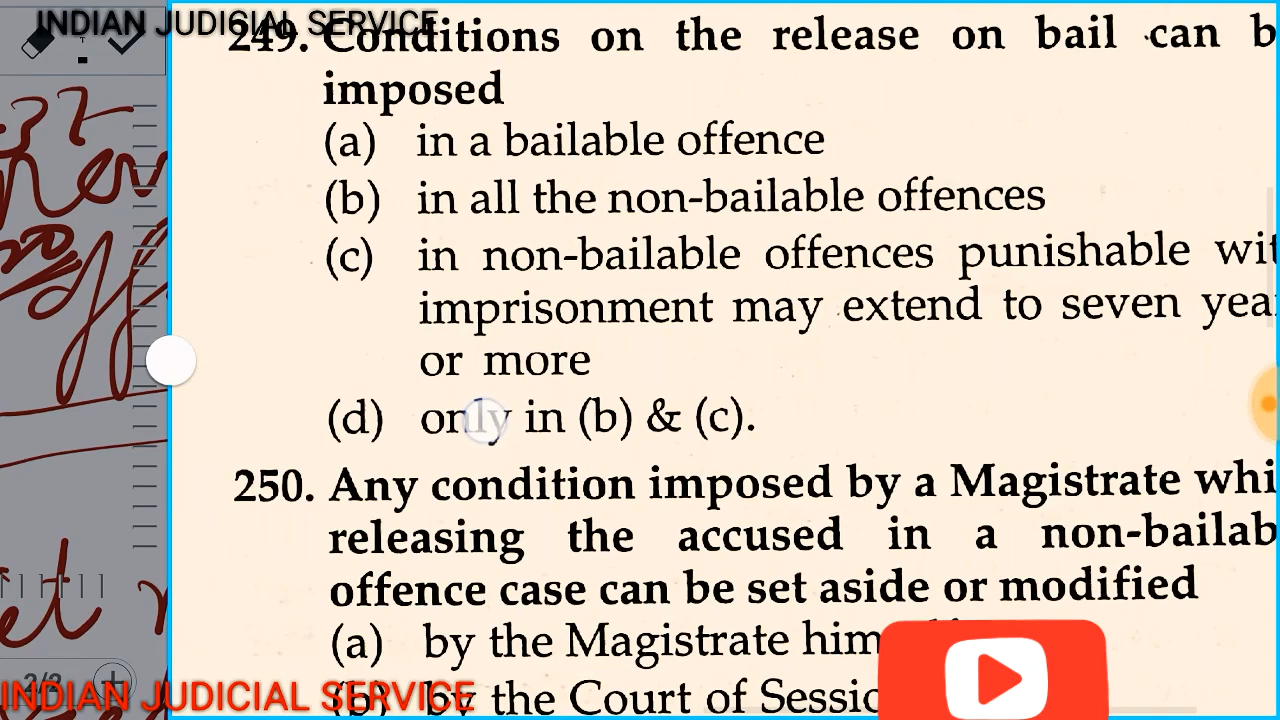 INDIAN JUDICIAL SERVICE
249. Conditions on the release on bail can b
imposed
(a) in a bailable offence
(b) in all the non-bailable offences
(c) in non-bailable offences punishable wit
imprisonment may extend to seven yea
or more
(d) only in (b) & (c).
250. Any condition imposed by a Magistrate whi
releasing the accused in a non-bailab
offence case can be set aside or modified
(a) by the Magistrate him
(b) by the Court of Sessio
2/2
INDIAN JUDICIAL SERVICE